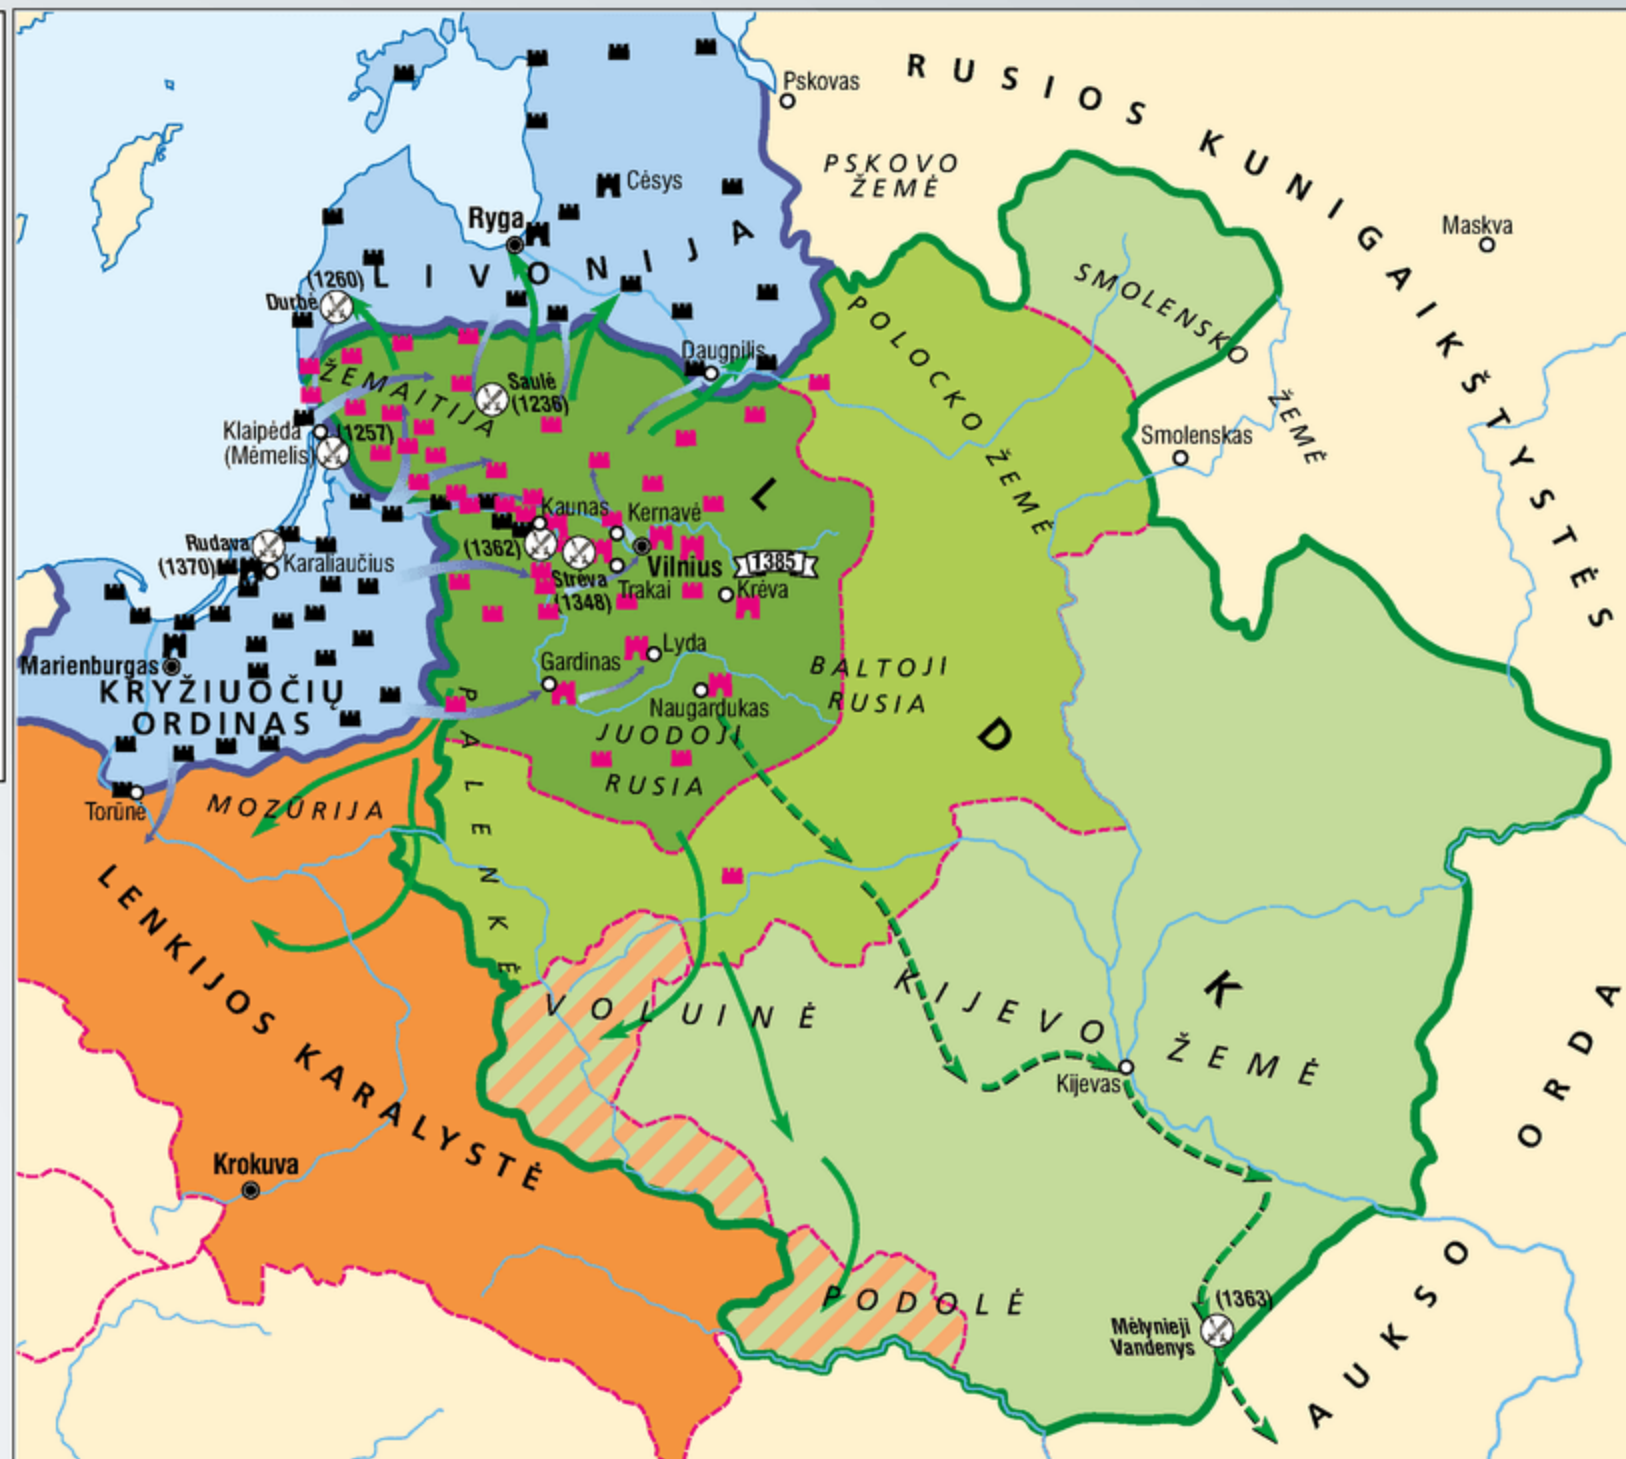 Pskovas
RUSIOS KUNIGAIKŠTYSTĖS
PSKOVO
ŽEMĖ
Maskva
Cėsys
Ryga
LIVONIJA
(1260)
Durbė
SMOLENSKO ŽEMĖ
POLOCKO ŽEMĖ
Daugpilis
ŽEMAITIJA
Saulė
(1236)
Klaipėda
(Mėmelis)
(1257)
Smolenskas
L
D
K
Kaunas
Kernavė
(1362)
Rudava
(1370)
Karaliaučius
Vilnius
1385
Strėva
(1348)
Trakai
Krėva
Marienburgas
KRYŽIUOČIŲ
ORDINAS
Gardinas
Lyda
Naugardukas
BALTOJI
RUSIA
JUODOJI
RUSIA
PALENKĖ
Torūnė
MOZŪRIJA
LENKIJOS KARALYSTĖ
VOLUINĖ
KIJEVO
ŽEMĖ
Kijevas
Krokuva
PODOLĖ
(1363)
Mėlynieji
Vandenys
AUKSO ORDA